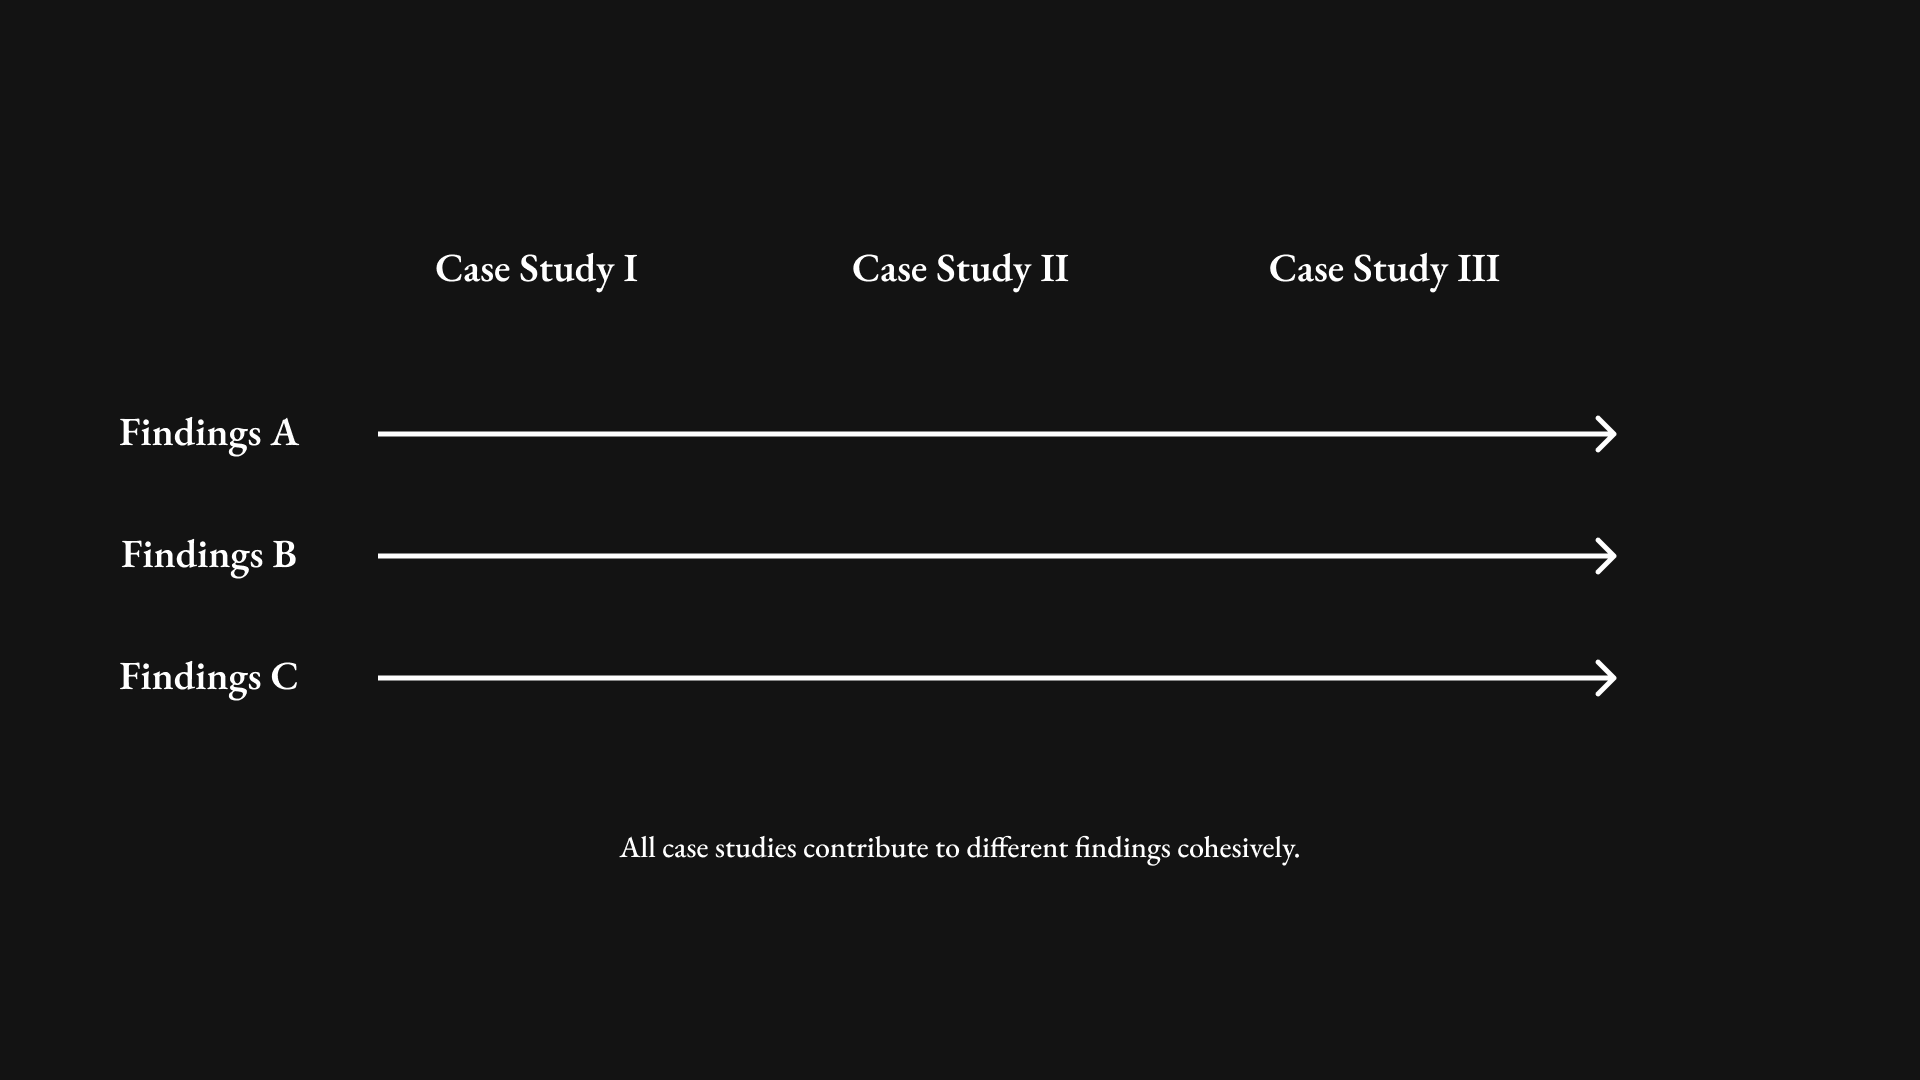 Case Study I
Case Study II
Case Study III
Findings A
Findings B
Findings C
All case studies contribute to different findings cohesively.